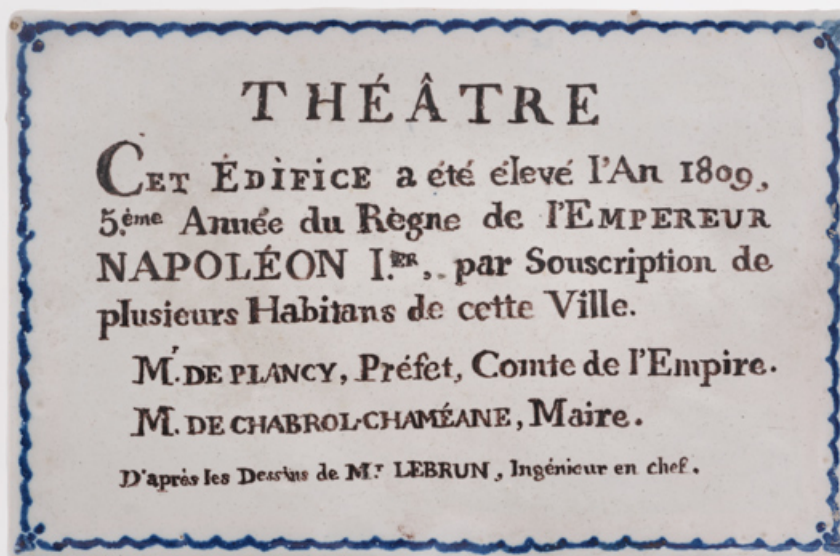 THÉÂTRE
CET ÉDIFICE a été élevé l'An 1809,
5.ème Année du Règne de l'EMPEREUR
NAPOLÉON I.ER, par Souscription de
plusieurs Habitans de cette Ville.
M.r DE PLANCY, Préfet, Comte de l'Empire.
M. DE CHABROL-CHAMÉANE, Maire.
D'après les Dessins de M.r LEBRUN, Ingénieur en chef.